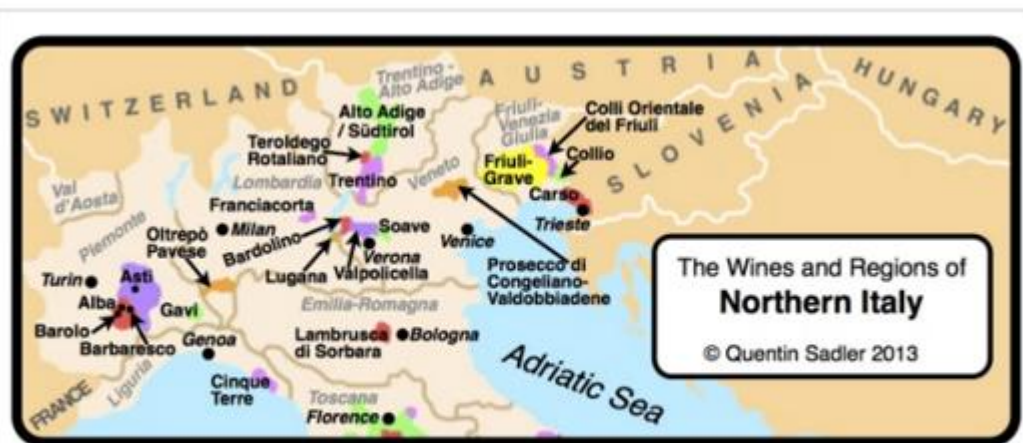 SWITZERLAND
AUSTRIA
HUNGARY
SLOVENIA
Trentino -
Alto Adige
Alto Adige
/ Südtirol
Friuli-
Venezia
Giulia
Colli Orientale
del Friuli
Teroldego
Rotaliano
Friuli-
Grave
Collio
Val
d'Aosta
Lombardia
Trentino
Veneto
Carso
Trieste
Franciacorta
Piemonte
Oltrepò
Pavese
Milan
Bardolino
Soave
Verona
Venice
Lugana
Valpolicella
Prosecco di
Congeliano-
Valdobbiadene
Turin
Asti
Alba
Gavi
Barolo
Barbaresco
Genoa
Emilia-Romagna
Lambrusca
di Sorbara
Bologna
FRANCE
Liguria
Cinque
Terre
Toscana
Florence
Adriatic Sea
The Wines and Regions of
Northern Italy
© Quentin Sadler 2013